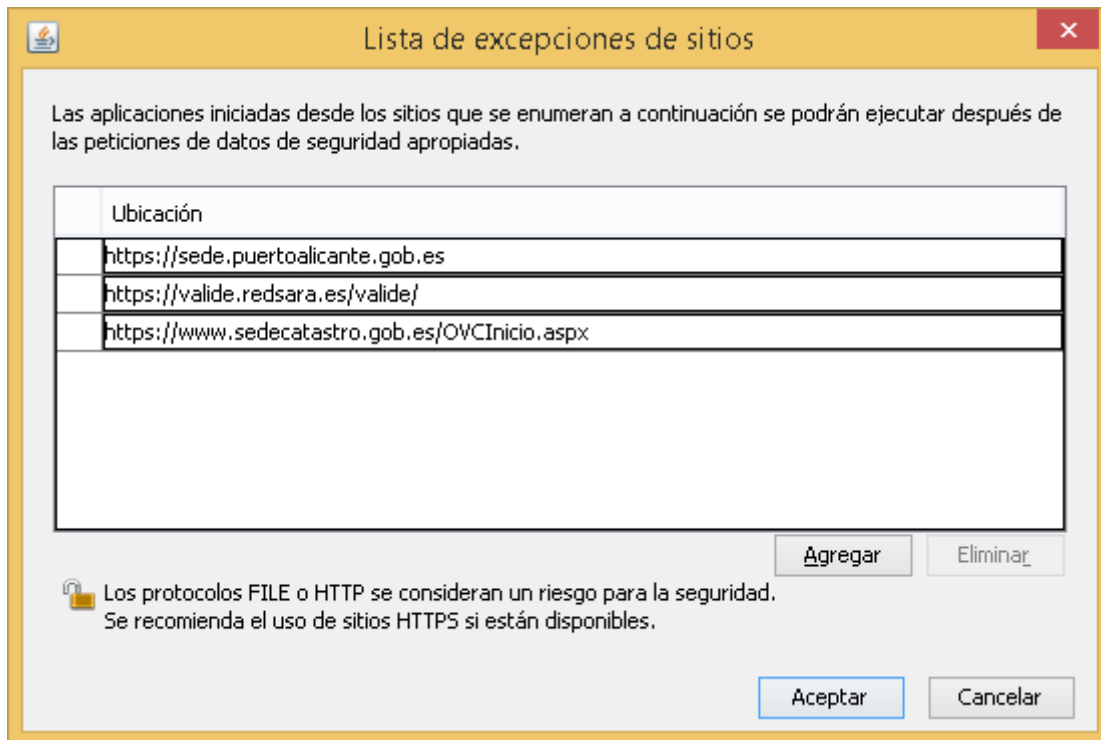 Lista de excepciones de sitios
Las aplicaciones iniciadas desde los sitios que se enumeran a continuación se podrán ejecutar después de
las peticiones de datos de seguridad apropiadas.
Ubicación
https://sede.puertoalicante.gob.es
https://valide.redsara.es/valide/
https://www.sedecatastro.gob.es/OVCInicio.aspx
Agregar
Eliminar
Los protocolos FILE o HTTP se consideran un riesgo para la seguridad.
Se recomienda el uso de sitios HTTPS si están disponibles.
Aceptar
Cancelar